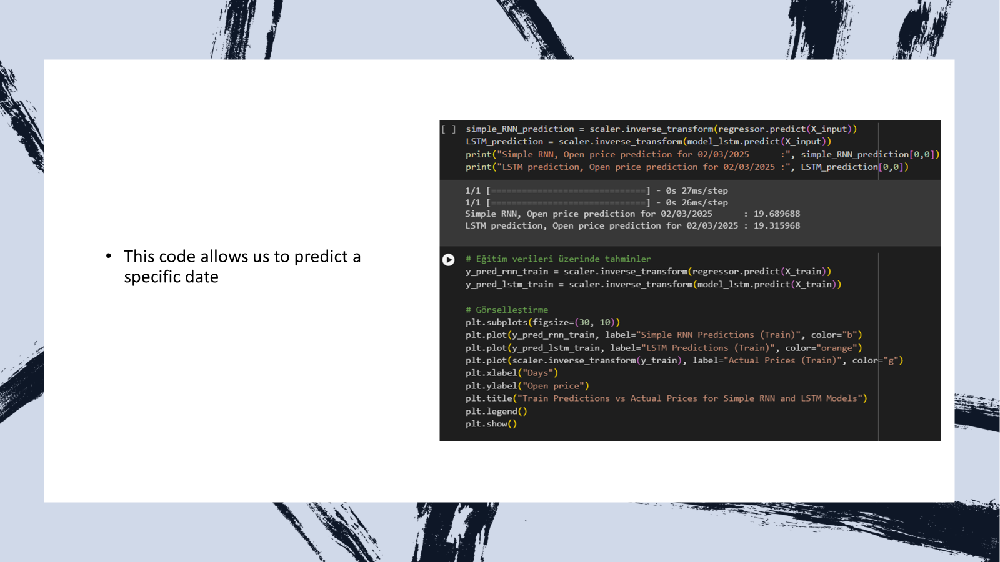 • This code allows us to predict a
specific date
[ ] simple_RNN_prediction = scaler.inverse_transform(regressor.predict(X_input))
LSTM_prediction = scaler.inverse_transform(model_lstm.predict(X_input))
print("Simple RNN, Open price prediction for 02/03/2025      :", simple_RNN_prediction[0,0])
print("LSTM prediction, Open price prediction for 02/03/2025 :", LSTM_prediction[0,0])
1/1 [==============================] - 0s 27ms/step
1/1 [==============================] - 0s 26ms/step
Simple RNN, Open price prediction for 02/03/2025      : 19.689688
LSTM prediction, Open price prediction for 02/03/2025 : 19.315968
# Eğitim verileri üzerinde tahminler
y_pred_rnn_train = scaler.inverse_transform(regressor.predict(X_train))
y_pred_lstm_train = scaler.inverse_transform(model_lstm.predict(X_train))
# Görselleştirme
plt.subplots(figsize=(30, 10))
plt.plot(y_pred_rnn_train, label="Simple RNN Predictions (Train)", color="b")
plt.plot(y_pred_lstm_train, label="LSTM Predictions (Train)", color="orange")
plt.plot(scaler.inverse_transform(y_train), label="Actual Prices (Train)", color="g")
plt.xlabel("Days")
plt.ylabel("Open price")
plt.title("Train Predictions vs Actual Prices for Simple RNN and LSTM Models")
plt.legend()
plt.show()